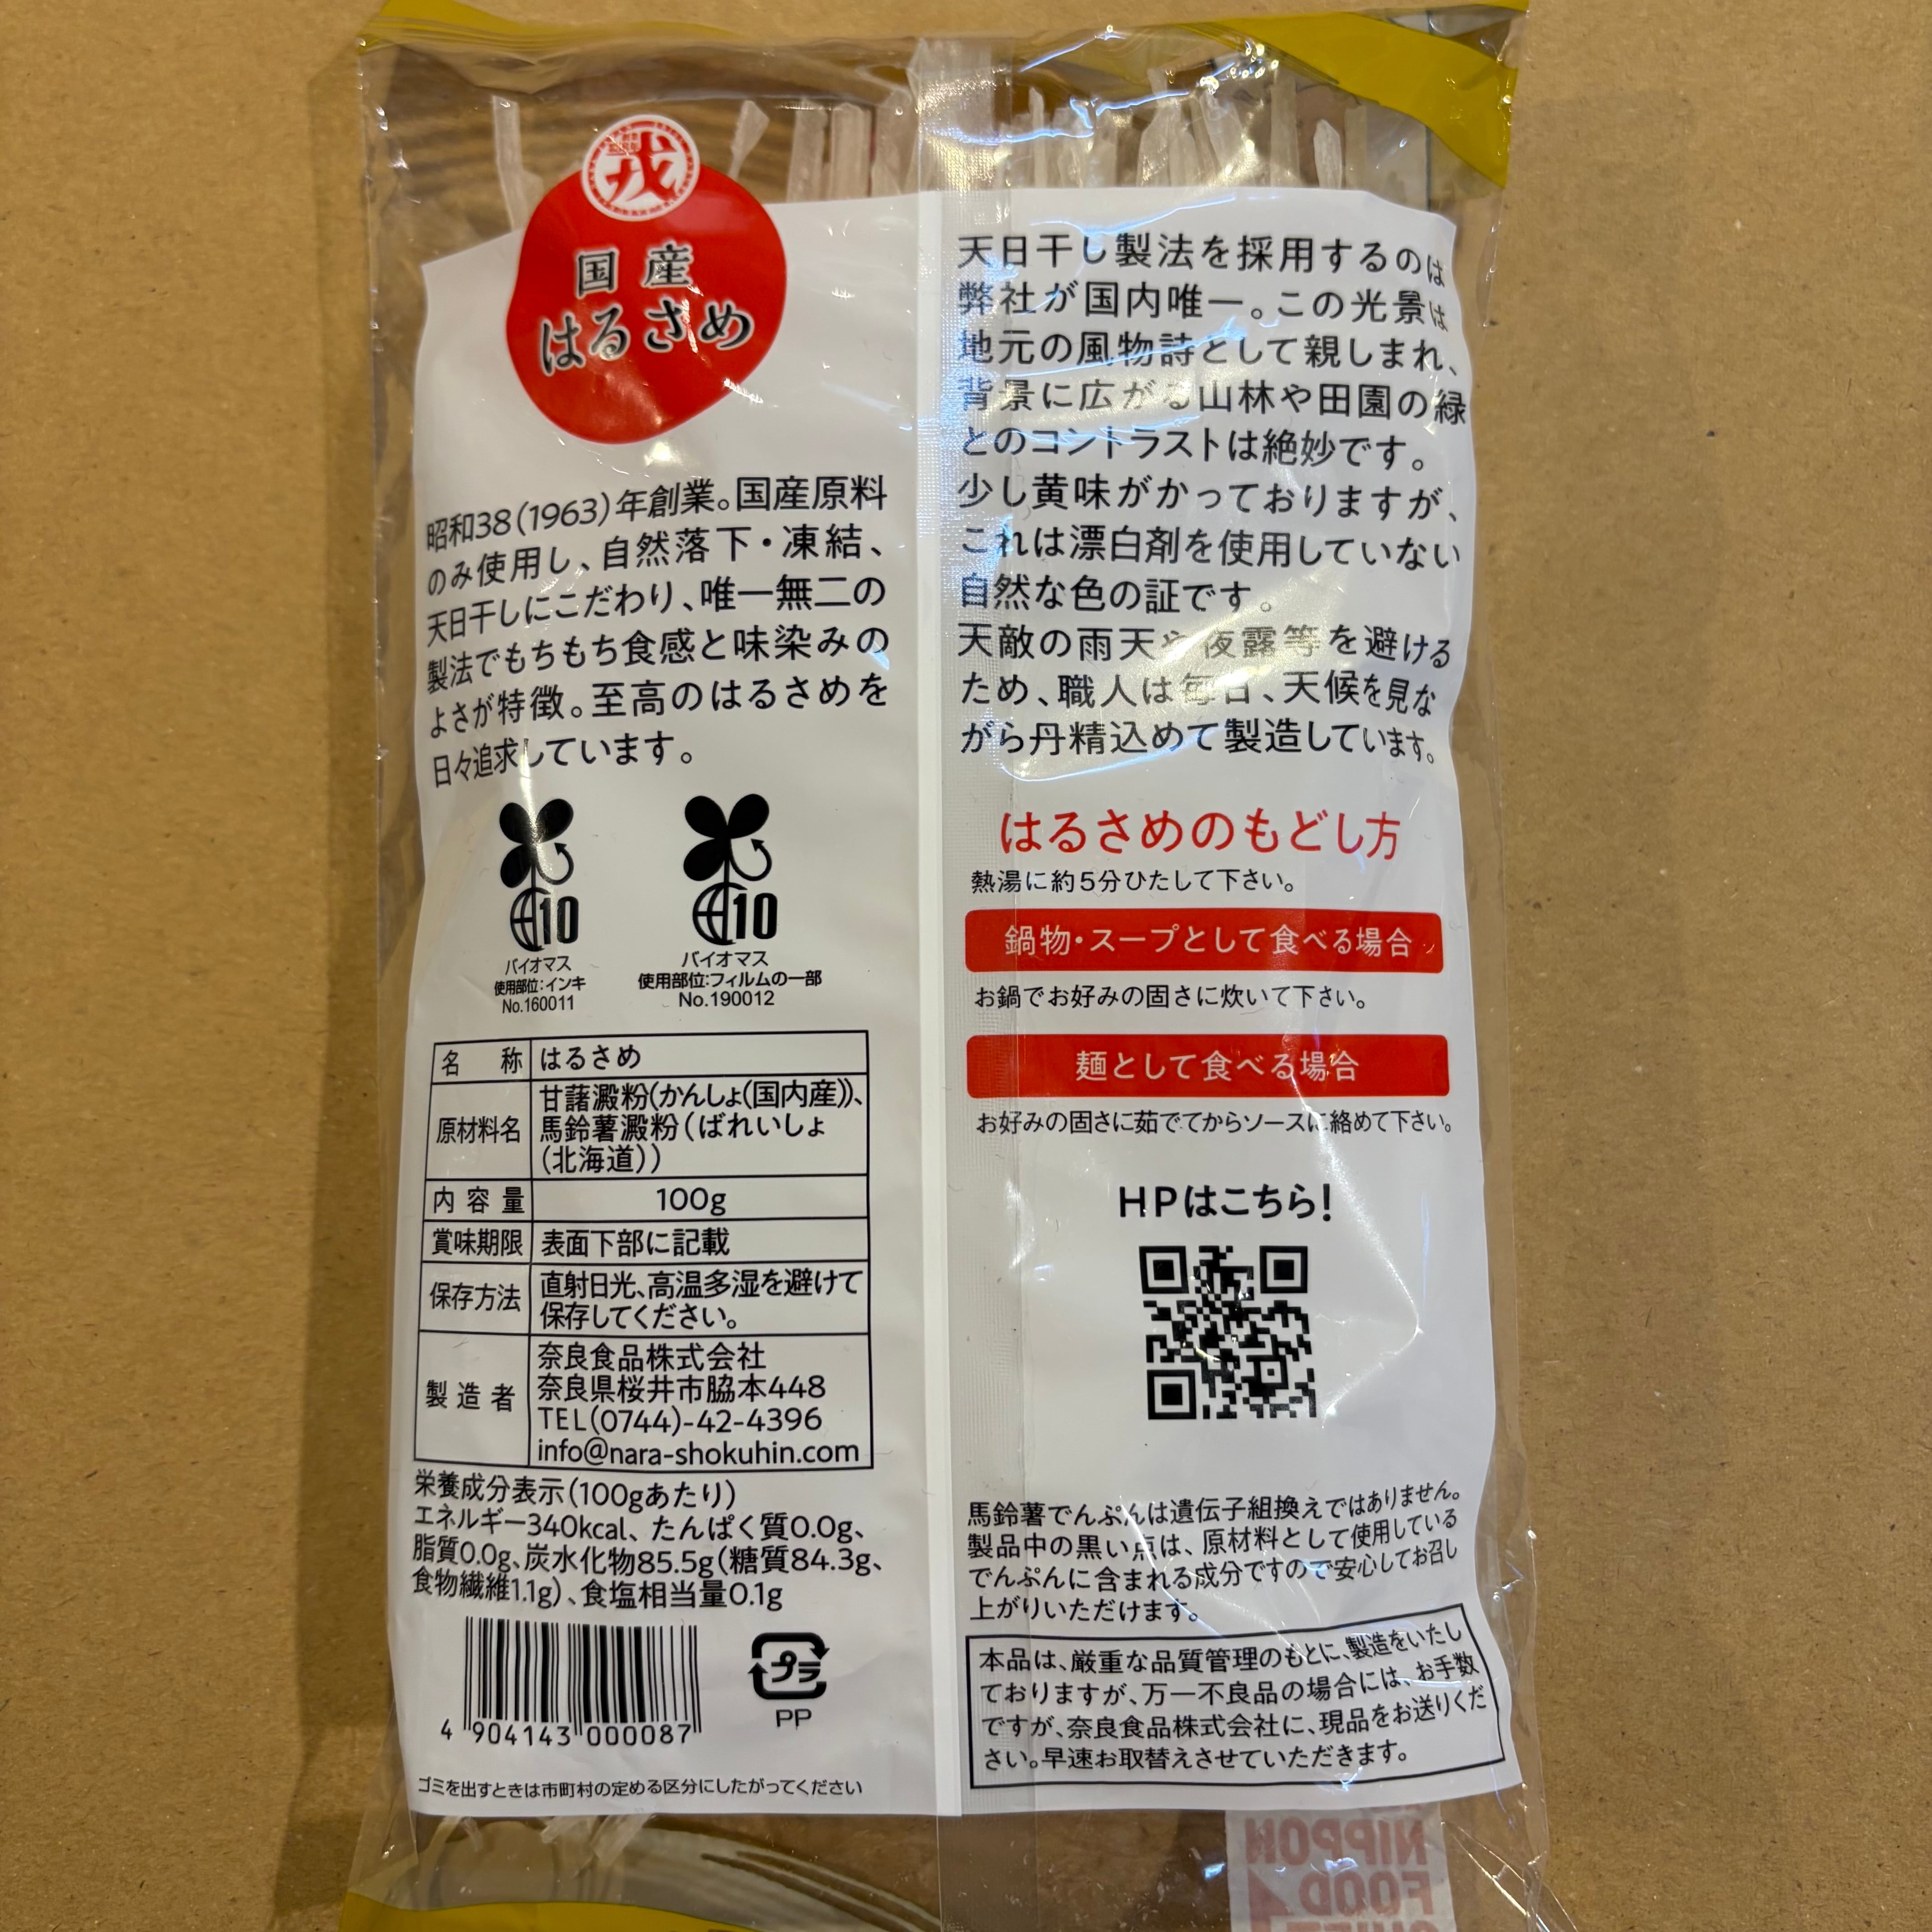 戎
国産
はるさめ
昭和38(1963)年創業。国産原料
のみ使用し、自然落下・凍結、
天日干しにこだわり、唯一無二の
製法でもちもち食感と味染みの
よさが特徴。至高のはるさめを
日々追求しています。
10
バイオマス
使用部位:インキ
No.160011
10
バイオマス
使用部位:フィルムの一部
No.190012
名 称 はるさめ
原材料名 甘藷澱粉(かんしょ(国内産))、
馬鈴薯澱粉(ばれいしょ
(北海道))
内容量 100g
賞味期限 表面下部に記載
保存方法 直射日光、高温多湿を避けて
保存してください。
製造者 奈良食品株式会社
奈良県桜井市脇本448
TEL(0744)-42-4396
info@nara-shokuhin.com
栄養成分表示(100gあたり)
エネルギー340kcal、たんぱく質0.0g、
脂質0.0g、炭水化物85.5g(糖質84.3g、
食物繊維1.1g)、食塩相当量0.1g
4 904143 000087
プラ
PP
ゴミを出すときは市町村の定める区分にしたがってください
天日干し製法を採用するのは
弊社が国内唯一。この光景は
地元の風物詩として親しまれ、
背景に広がる山林や田園の緑
とのコントラストは絶妙です。
少し黄味がかっておりますが、
これは漂白剤を使用していない
自然な色の証です。
天敵の雨天や夜露等を避ける
ため、職人は毎日、天候を見な
がら丹精込めて製造しています。
はるさめのもどし方
熱湯に約5分ひたして下さい。
鍋物・スープとして食べる場合
お鍋でお好みの固さに炊いて下さい。
麺として食べる場合
お好みの固さに茹でてからソースに絡めて下さい。
HPはこちら!
馬鈴薯でんぷんは遺伝子組換えではありません。
製品中の黒い点は、原材料として使用している
でんぷんに含まれる成分ですので安心してお召し
上がりいただけます。
本品は、厳重な品質管理のもとに、製造をいたし
ておりますが、万一不良品の場合には、お手数
ですが、奈良食品株式会社に、現品をお送りくだ
さい。早速お取替えさせていただきます。
NIPPON
FOOD